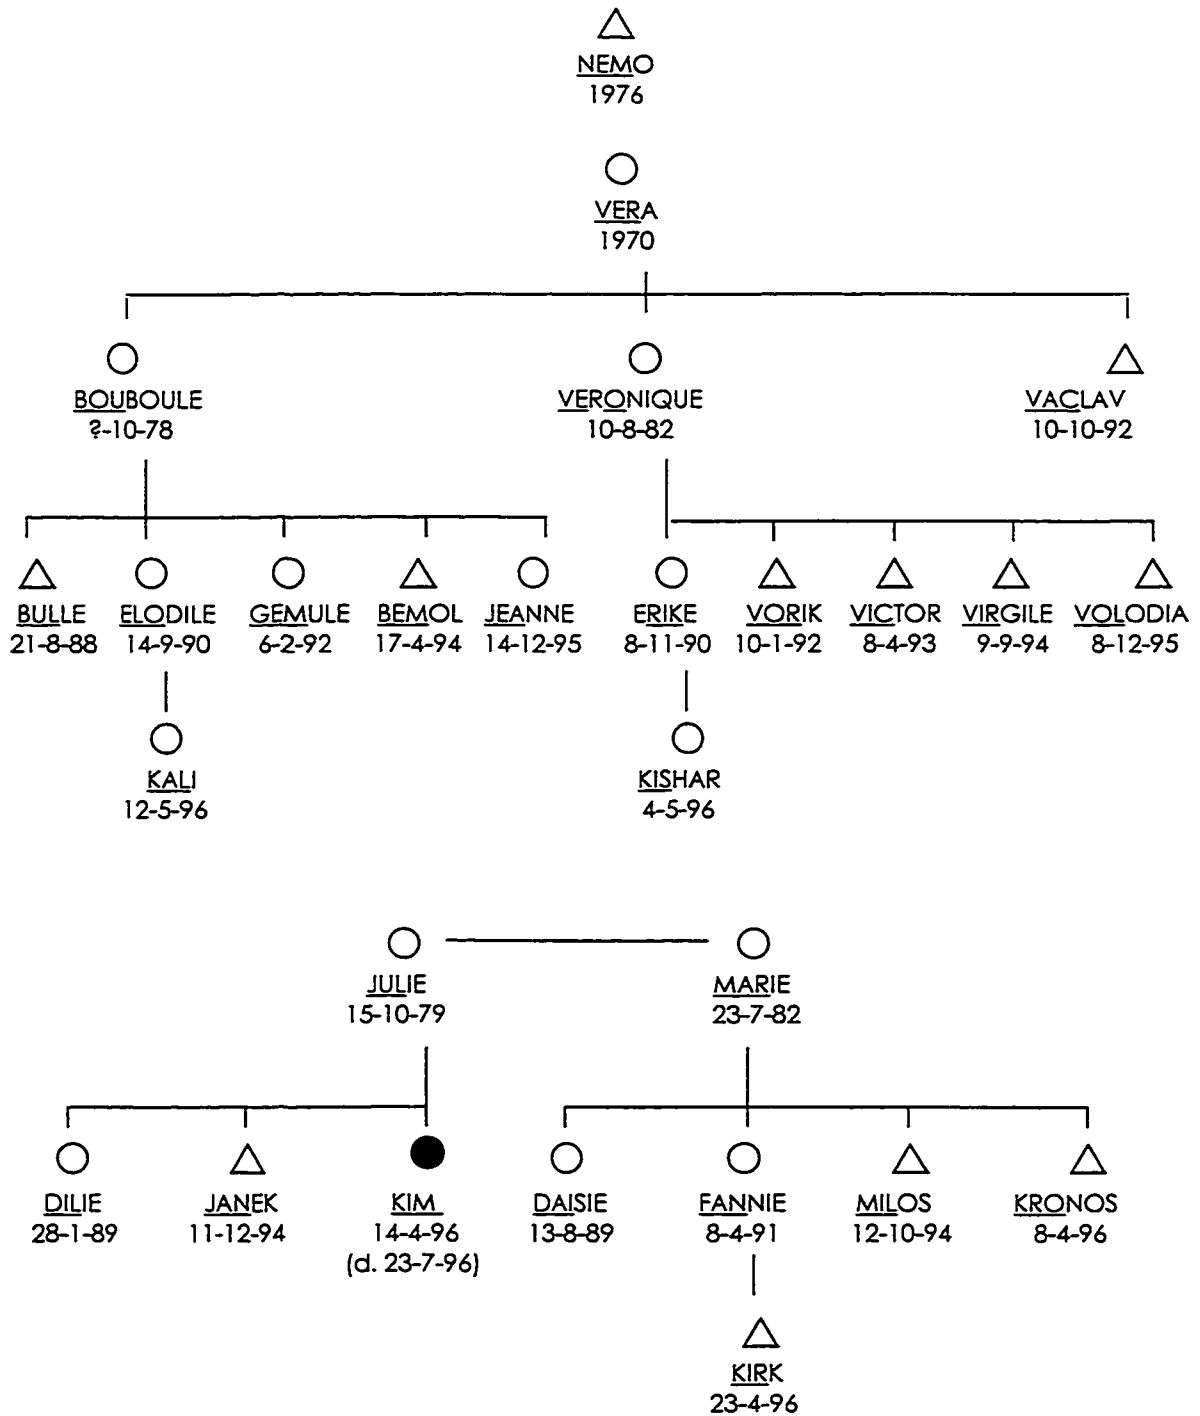 NEMO
1976
VERA
1970
BOUBOULE
?-10-78
VERONIQUE
10-8-82
VACLAV
10-10-92
BULLE
21-8-88
ELODILE
14-9-90
GEMULE
6-2-92
BEMOL
17-4-94
JEANNE
14-12-95
ERIKE
8-11-90
VORIK
10-1-92
VICTOR
8-4-93
VIRGILE
9-9-94
VOLODIA
8-12-95
KALI
12-5-96
KISHAR
4-5-96
JULIE
15-10-79
MARIE
23-7-82
DILIE
28-1-89
JANEK
11-12-94
KIM
14-4-96
(d. 23-7-96)
DAISIE
13-8-89
FANNIE
8-4-91
MILOS
12-10-94
KRONOS
8-4-96
KIRK
23-4-96